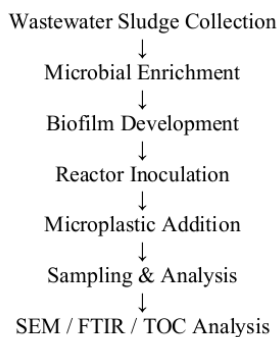 Wastewater Sludge Collection
↓
Microbial Enrichment
↓
Biofilm Development
↓
Reactor Inoculation
↓
Microplastic Addition
↓
Sampling & Analysis
↓
SEM / FTIR / TOC Analysis